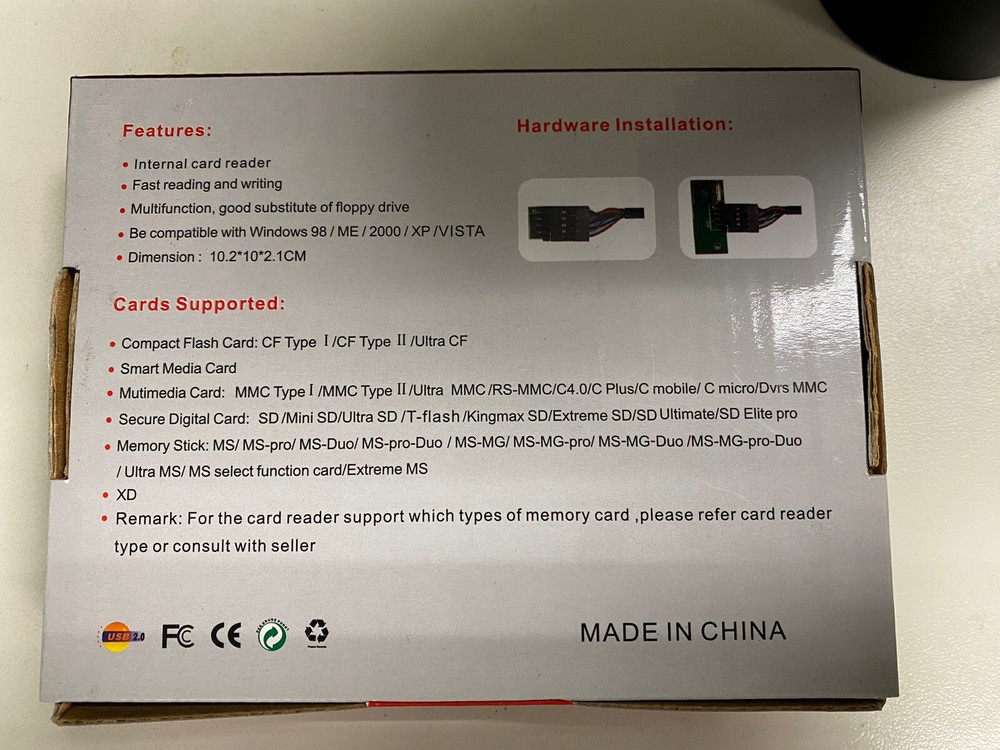 Features:
• Internal card reader
• Fast reading and writing
• Multifunction, good substitute of floppy drive
• Be compatible with Windows 98 / ME / 2000 / XP /VISTA
• Dimension : 10.2*10*2.1CM
Hardware Installation:
Cards Supported:
• Compact Flash Card: CF Type Ⅰ /CF Type Ⅱ /Ultra CF
• Smart Media Card
• Mutimedia Card: MMC Type Ⅰ /MMC Type Ⅱ /Ultra MMC /RS-MMC/C4.0/C Plus/C mobile/ C micro/Dvrs MMC
• Secure Digital Card: SD /Mini SD/Ultra SD /T-flash /Kingmax SD/Extreme SD/SD Ultimate/SD Elite pro
• Memory Stick: MS/ MS-pro/ MS-Duo/ MS-pro-Duo / MS-MG/ MS-MG-pro/ MS-MG-Duo /MS-MG-pro-Duo
/ Ultra MS/ MS select function card/Extreme MS
• XD
• Remark: For the card reader support which types of memory card ,please refer card reader
type or consult with seller
USB 2.0 FC CE
MADE IN CHINA